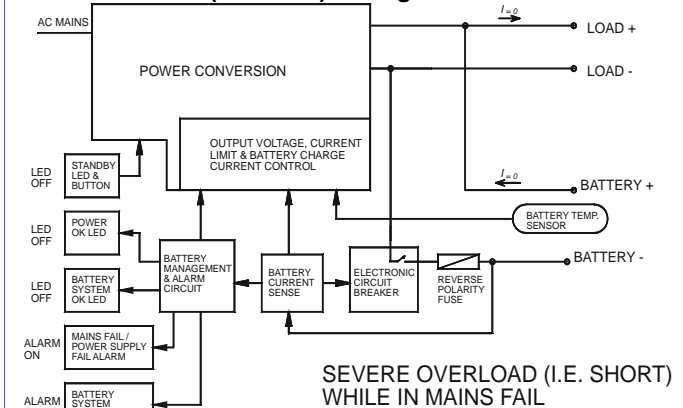 AC MAINS
I = 0
LOAD +
LOAD -
POWER CONVERSION
OUTPUT VOLTAGE, CURRENT
LIMIT & BATTERY CHARGE
CURRENT CONTROL
LED
OFF
STANDBY
LED &
BUTTON
I = 0
BATTERY +
BATTERY TEMP.
SENSOR
LED
OFF
POWER
OK LED
BATTERY
MANAGEMENT
& ALARM
CIRCUIT
BATTERY
CURRENT
SENSE
ELECTRONIC
CIRCUIT
BREAKER
REVERSE
POLARITY
FUSE
BATTERY -
LED
OFF
BATTERY
SYSTEM
OK LED
ALARM
ON
MAINS FAIL /
POWER SUPPLY
FAIL ALARM
ALARM
BATTERY
SYSTEM
SEVERE OVERLOAD (I.E. SHORT)
WHILE IN MAINS FAIL